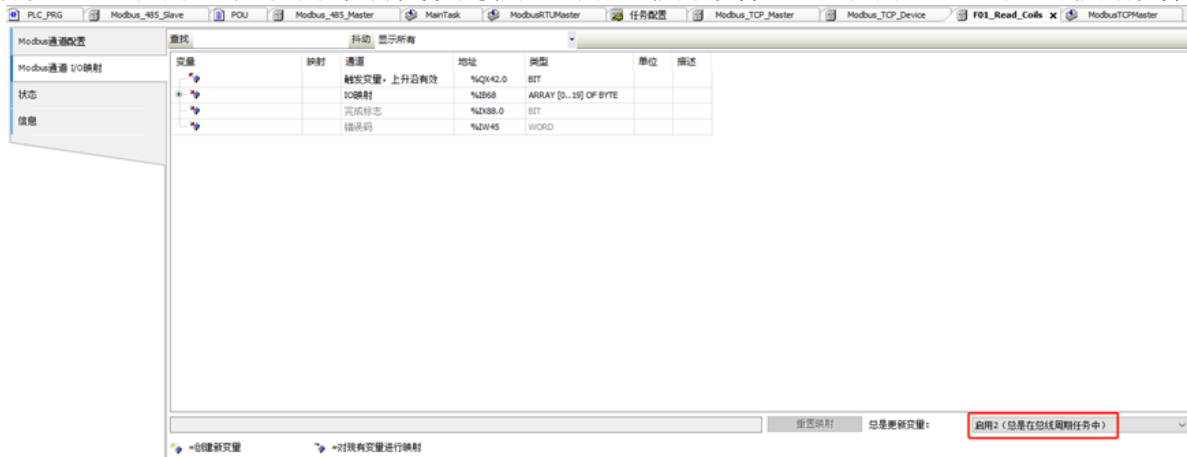 PLC_PRG Modbus_485_Slave POU Modbus_485_Master MainTask ModbusRTUMaster 任务配置 Modbus_TCP_Master Modbus_TCP_Device F01_Read_Coils ModbusTCPMaster
Modbus通道配置
Modbus通道 I/O映射
状态
信息
查找 抖动 显示所有
变量 映射 通道 地址 类型 单位 描述
触发变量，上升沿有效 %QX42.0 BIT
IO映射 %IB68 ARRAY [0..19] OF BYTE
完成标志 %IX88.0 BIT
错误码 %IW45 WORD
重置映射 总是更新变量: 启用2（总是在总线周期任务中）
=创建新变量 =对现有变量进行映射